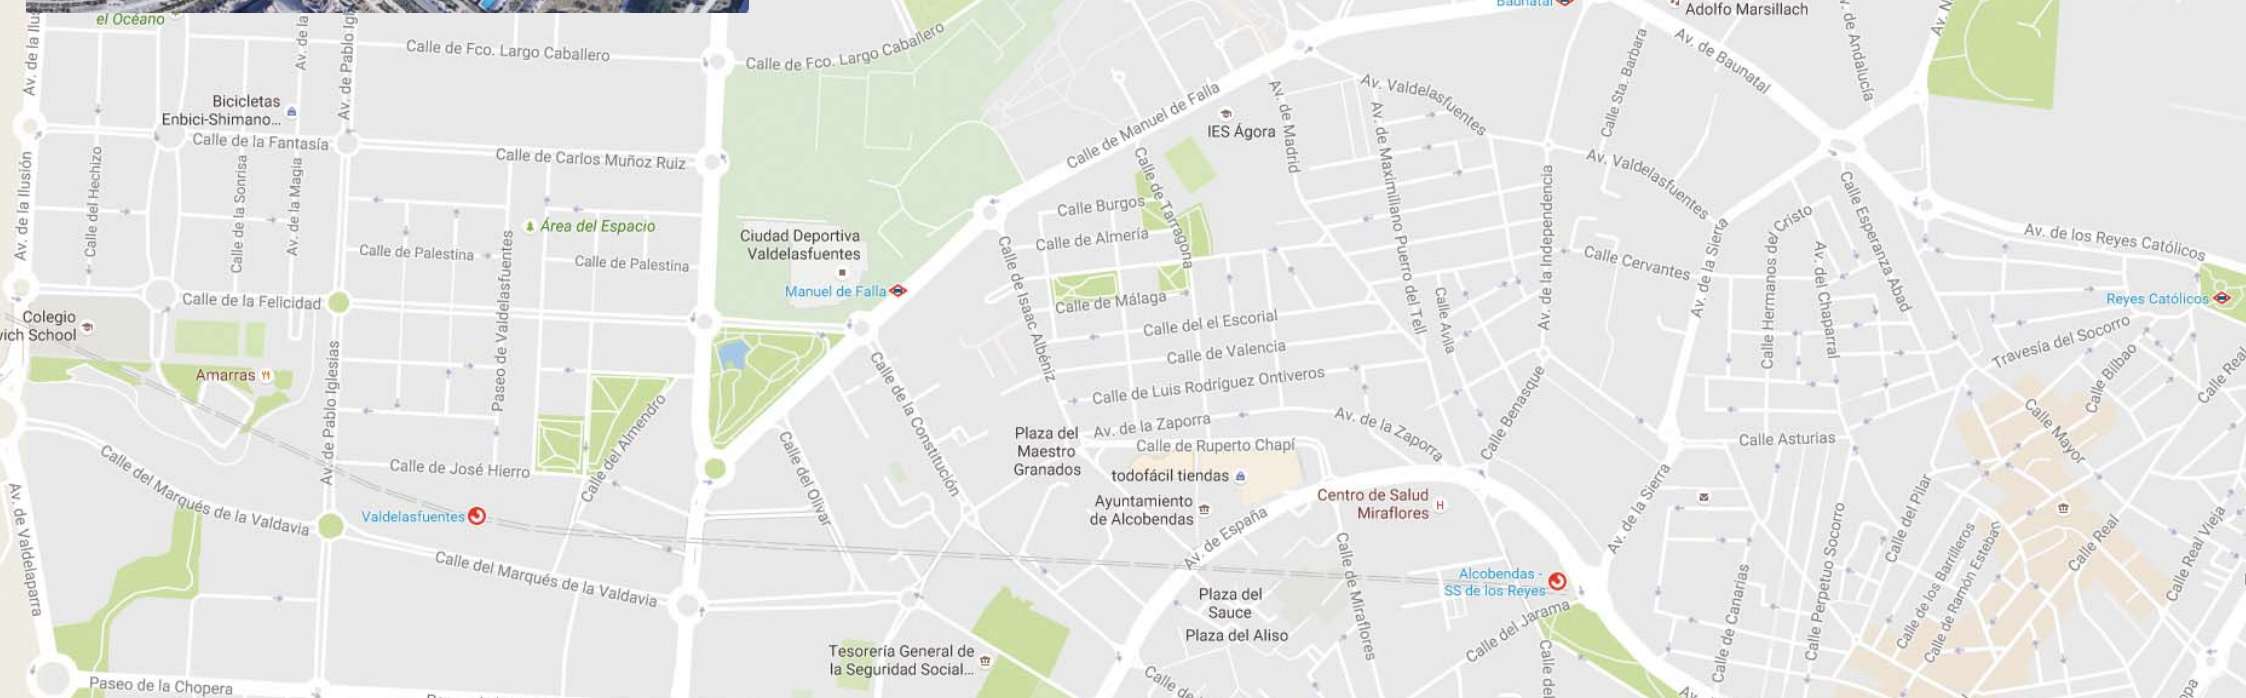 el Océano
Baunatal
Adolfo Marsillach
Av. de Andalucía
Calle de Fco. Largo Caballero
Calle de Fco. Largo Caballero
Av. de Baunatal
Calle Sta. Barbara
Av. Valdelasfuentes
Bicicletas
Enbici-Shimano...
Calle de Manuel de Falla
IES Ágora
Av. de Madrid
Calle de la Fantasía
Calle de Carlos Muñoz Ruiz
Av. de Maximiliano Puerro del Tell
Av. de la Ilusión
Calle del Hechizo
Calle de la Sonrisa
Av. de la Magia
Calle de Tarragona
Av. Valdelasfuentes
Av. de la Independencia
Calle Esperanza Abad
Calle Burgos
Área del Espacio
Calle Hermanos del Cristo
Ciudad Deportiva
Valdelasfuentes
Calle de Almería
Av. de los Reyes Católicos
Calle de Palestina
Calle de Palestina
Calle Cervantes
Av. de la Sierra
Av. del Chaparral
Paseo de Valdelasfuentes
Calle de Isaac Albéniz
Manuel de Falla
Calle de la Felicidad
Calle de Málaga
Calle Avila
Reyes Católicos
Colegio
wich School
Calle del el Escorial
Travesía del Socorro
Calle de Valencia
Calle Bilbao
Amarras
Av. de Pablo Iglesias
Calle de la Constitución
Calle de Luis Rodríguez Ontiveros
Calle Benasque
Calle Real
Calle del Almendro
Av. de la Zaporra
Av. de la Zaporra
Plaza del
Maestro
Granados
Calle de Ruperto Chapí
Calle Asturias
Calle Mayor
Calle de José Hierro
Calle del Olivar
todofácil tiendas
Calle del Marqués de la Valdavia
Valdelasfuentes
Ayuntamiento
de Alcobendas
Centro de Salud
Miraflores
Av. de la Sierra
Calle del Pilar
Av. de España
Calle Real
Calle Real Vieja
Av. de Valdelaparra
Calle del Marqués de la Valdavia
Calle de Miraflores
Alcobendas -
SS de los Reyes
Calle Perpetuo Socorro
Calle de los Barrilleros
Calle de Ramón Esteban
Plaza del
Sauce
Plaza del Aliso
Calle del Jarama
Calle de Canarias
Tesorería General de
la Seguridad Social...
Paseo de la Chopera
Calle de
Calle del